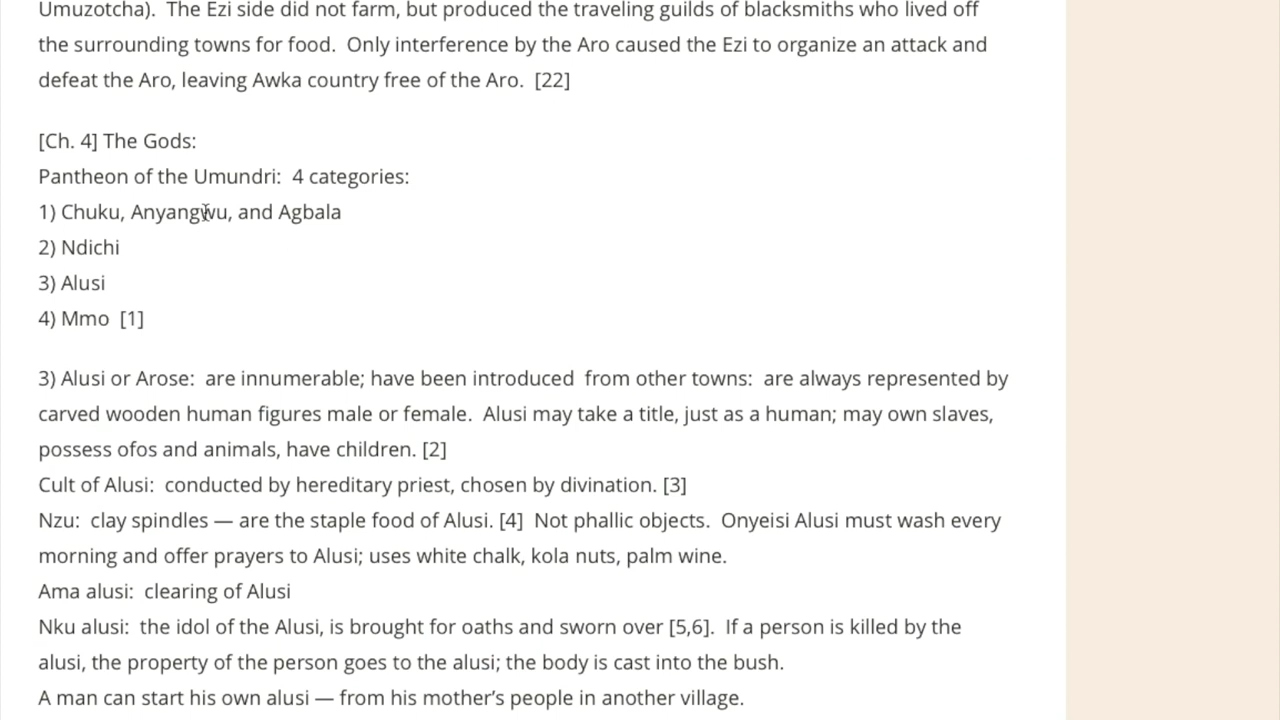 Umuzotcha).  The Ezi side did not farm, but produced the traveling guilds of blacksmiths who lived off
the surrounding towns for food.  Only interference by the Aro caused the Ezi to organize an attack and
defeat the Aro, leaving Awka country free of the Aro.  [22]
[Ch. 4] The Gods:
Pantheon of the Umundri:  4 categories:
1) Chuku, Anyangwu, and Agbala
2) Ndichi
3) Alusi
4) Mmo  [1]
3) Alusi or Arose:  are innumerable; have been introduced  from other towns:  are always represented by
carved wooden human figures male or female.  Alusi may take a title, just as a human; may own slaves,
possess ofos and animals, have children. [2]
Cult of Alusi:  conducted by hereditary priest, chosen by divination. [3]
Nzu:  clay spindles — are the staple food of Alusi. [4]  Not phallic objects.  Onyeisi Alusi must wash every
morning and offer prayers to Alusi; uses white chalk, kola nuts, palm wine.
Ama alusi:  clearing of Alusi
Nku alusi:  the idol of the Alusi, is brought for oaths and sworn over [5,6].  If a person is killed by the
alusi, the property of the person goes to the alusi; the body is cast into the bush.
A man can start his own alusi — from his mother’s people in another village.